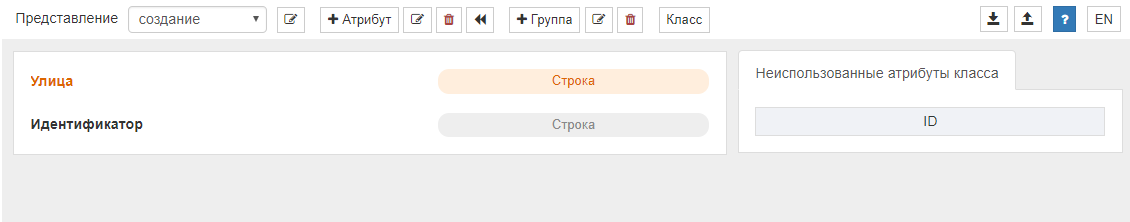 Представление создание Атрибут Группа Класс ? EN
Неиспользованные атрибуты класса
Улица Строка
ID
Идентификатор Строка